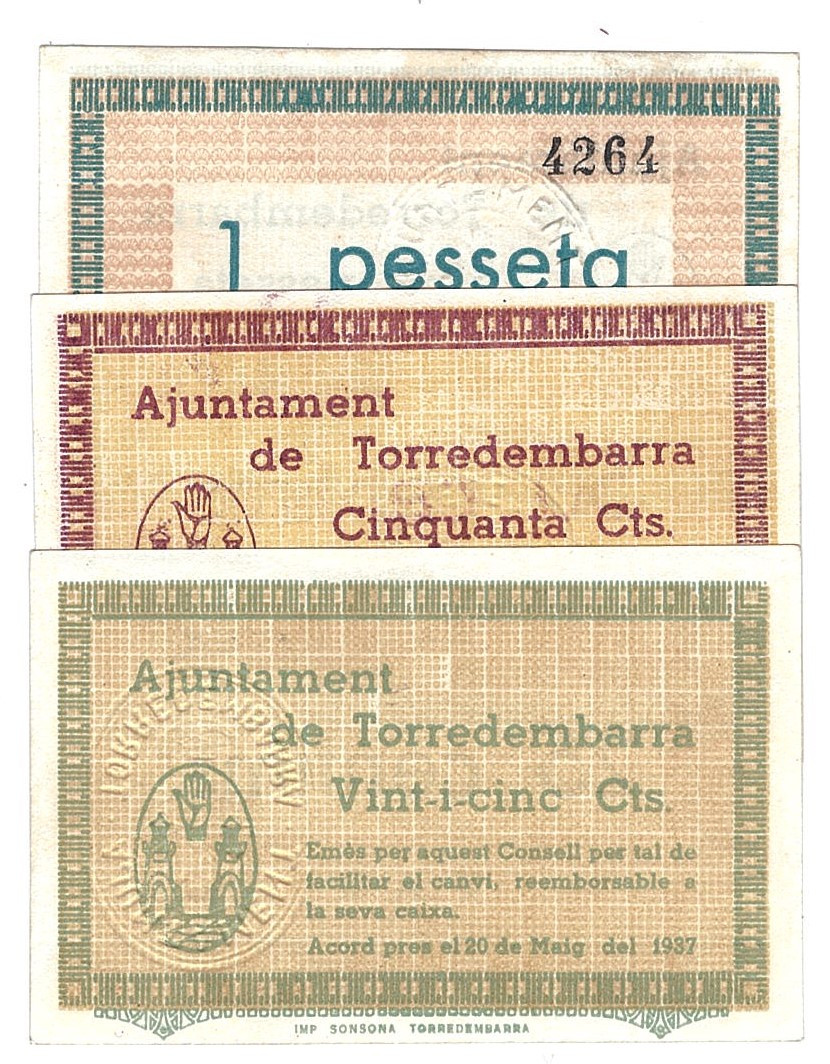 4264
1 pesseta
Ajuntament
de Torredembarra
Cinquanta Cts.
Ajuntament
de Torredembarra
Vint-i-cinc Cts.
Emès per aquest Consell per tal de
facilitar el canvi, reemborsable a
la seva caixa.
Acord pres el 20 de Maig del 1937
IMP SONSONA TORREDEMBARRA